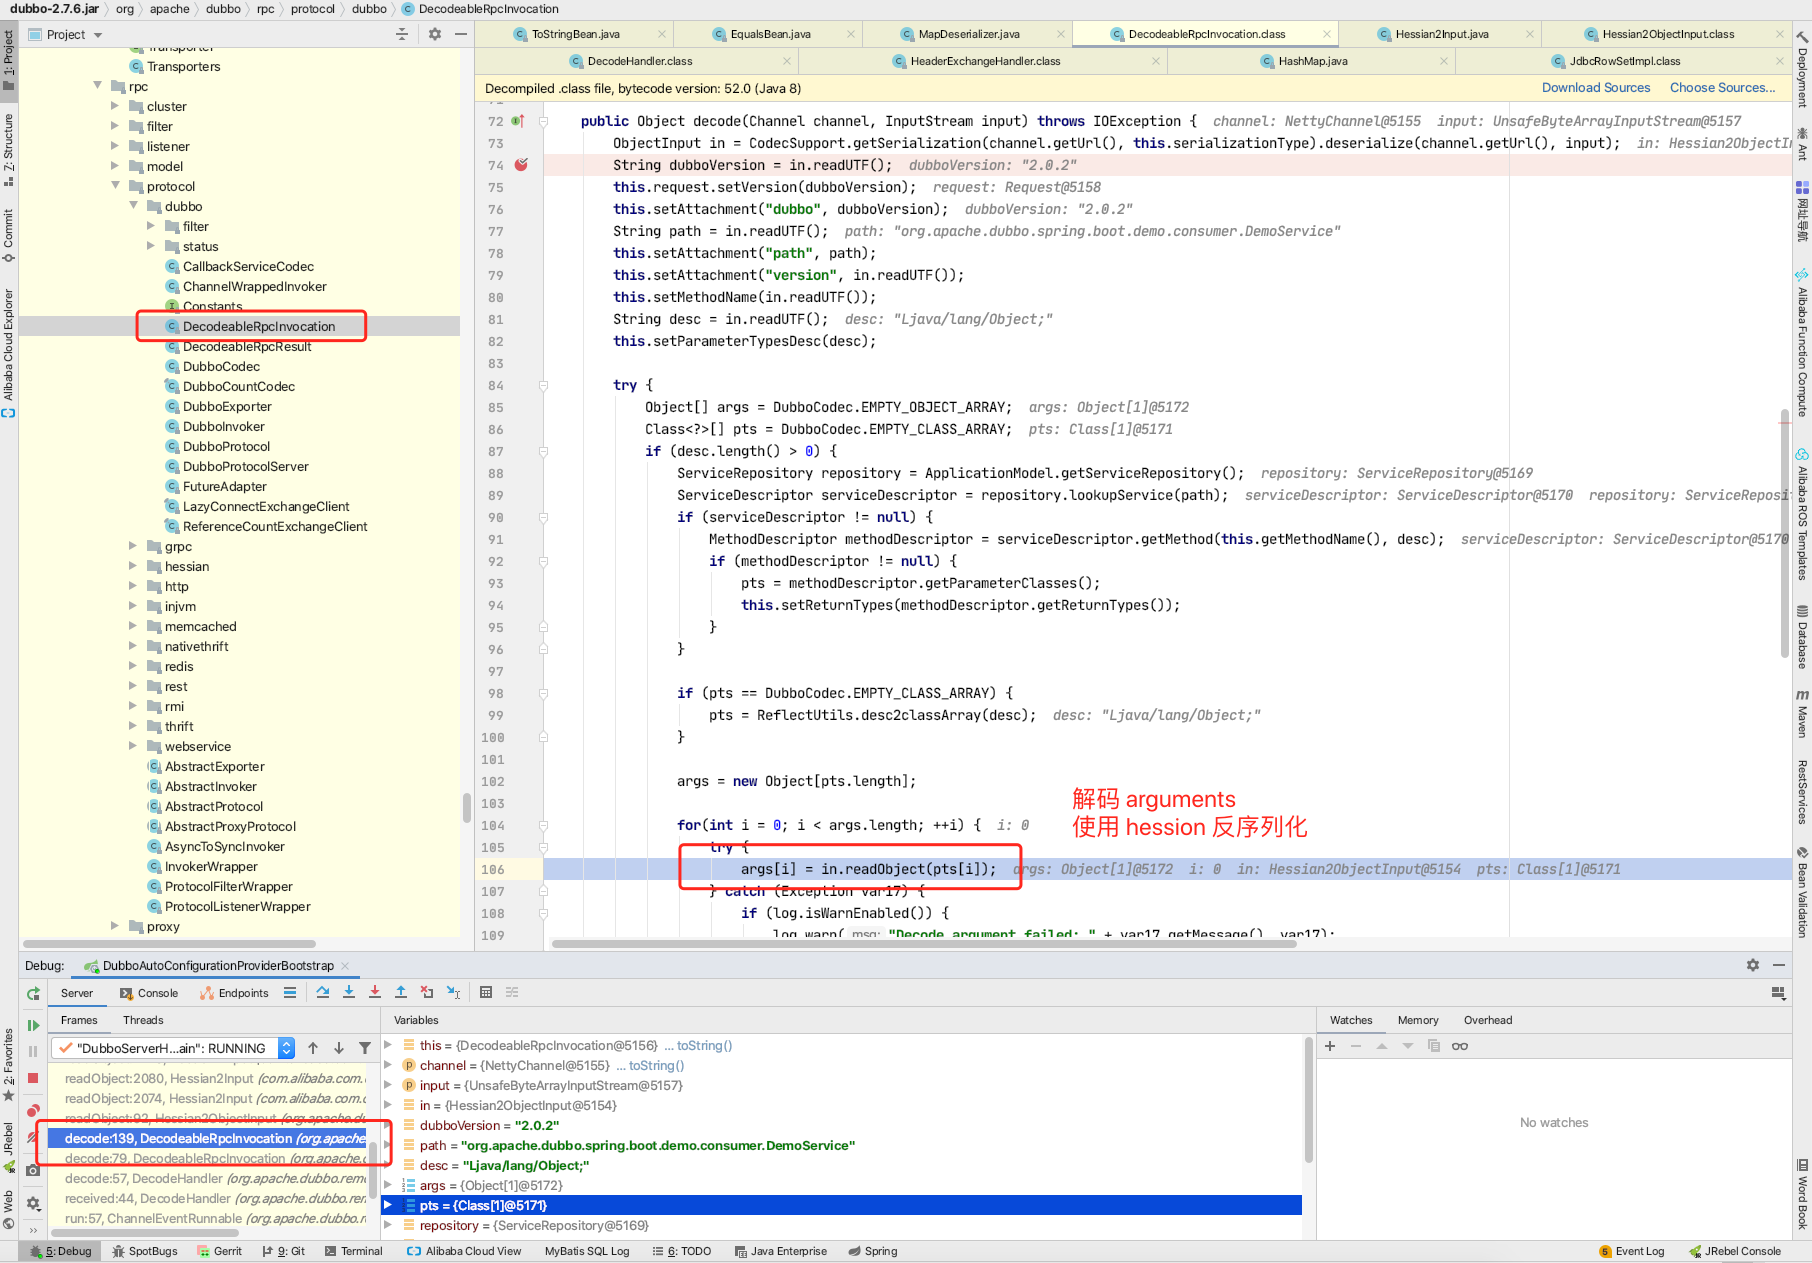 dubbo-2.7.6.jar 〉 org 〉 apache 〉 dubbo 〉 rpc 〉 protocol 〉 dubbo 〉 DecodeableRpcInvocation
Project
ToStringBean.java
EqualsBean.java
MapDeserializer.java
DecodeableRpcInvocation.class
Hessian2Input.java
Hessian2ObjectInput.class
DecodeHandler.class
HeaderExchangeHandler.class
HashMap.java
JdbcRowSetImpl.class
Decompiled .class file, bytecode version: 52.0 (Java 8)
Download Sources
Choose Sources...
1: Project
Z: Structure
Commit
Alibaba Cloud Explorer
2: Favorites
JRebel
Web
Transporter
Transporters
rpc
cluster
filter
listener
model
protocol
dubbo
filter
status
CallbackServiceCodec
ChannelWrappedInvoker
Constants
DecodeableRpcInvocation
DecodeableRpcResult
DubboCodec
DubboCountCodec
DubboExporter
DubboInvoker
DubboProtocol
DubboProtocolServer
FutureAdapter
LazyConnectExchangeClient
ReferenceCountExchangeClient
grpc
hessian
http
injvm
memcached
nativethrift
redis
rest
rmi
thrift
webservice
AbstractExporter
AbstractInvoker
AbstractProtocol
AbstractProxyProtocol
AsyncToSyncInvoker
InvokerWrapper
ProtocolFilterWrapper
ProtocolListenerWrapper
proxy
71
72 public Object decode(Channel channel, InputStream input) throws IOException { channel: NettyChannel@5155 input: UnsafeByteArrayInputStream@5157
73 ObjectInput in = CodecSupport.getSerialization(channel.getUrl(), this.serializationType).deserialize(channel.getUrl(), input); in: Hessian2ObjectIn
74 String dubboVersion = in.readUTF(); dubboVersion: "2.0.2"
75 this.request.setVersion(dubboVersion); request: Request@5158
76 this.setAttachment("dubbo", dubboVersion); dubboVersion: "2.0.2"
77 String path = in.readUTF(); path: "org.apache.dubbo.spring.boot.demo.consumer.DemoService"
78 this.setAttachment("path", path);
79 this.setAttachment("version", in.readUTF());
80 this.setMethodName(in.readUTF());
81 String desc = in.readUTF(); desc: "Ljava/lang/Object;"
82 this.setParameterTypesDesc(desc);
83
84 try {
85 Object[] args = DubboCodec.EMPTY_OBJECT_ARRAY; args: Object[1]@5172
86 Class<?>[] pts = DubboCodec.EMPTY_CLASS_ARRAY; pts: Class[1]@5171
87 if (desc.length() > 0) {
88 ServiceRepository repository = ApplicationModel.getServiceRepository(); repository: ServiceRepository@5169
89 ServiceDescriptor serviceDescriptor = repository.lookupService(path); serviceDescriptor: ServiceDescriptor@5170 repository: ServiceReposit
90 if (serviceDescriptor != null) {
91 MethodDescriptor methodDescriptor = serviceDescriptor.getMethod(this.getMethodName(), desc); serviceDescriptor: ServiceDescriptor@5170
92 if (methodDescriptor != null) {
93 pts = methodDescriptor.getParameterClasses();
94 this.setReturnTypes(methodDescriptor.getReturnTypes());
95 }
96 }
97
98 if (pts == DubboCodec.EMPTY_CLASS_ARRAY) {
99 pts = ReflectUtils.desc2classArray(desc); desc: "Ljava/lang/Object;"
100 }
101
102 args = new Object[pts.length];
103
解码 arguments
104 for(int i = 0; i < args.length; ++i) { i: 0
使用 hession 反序列化
105 try {
106 args[i] = in.readObject(pts[i]); args: Object[1]@5172 i: 0 in: Hessian2ObjectInput@5154 pts: Class[1]@5171
107 } catch (Exception var17) {
108 if (log.isWarnEnabled()) {
109 log.warn( msg: "Decode argument failed: " + var17.getMessage(), var17);
Deployment
Ant
网址导航
Alibaba Function Compute
Alibaba ROS Templates
Database
Maven
RestServices
Bean Validation
Word Book
Debug: DubboAutoConfigurationProviderBootstrap
Server
Console
Endpoints
Frames
Threads
Variables
Watches
Memory
Overhead
"DubboServerH...ain": RUNNING
readObject:2080, Hessian2Input (com.alibaba.com.
readObject:2074, Hessian2Input (com.alibaba.com.
readObject:92, Hessian2ObjectInput (org.apache.du
decode:139, DecodeableRpcInvocation (org.apache.
decode:79, DecodeableRpcInvocation (org.apache.
decode:57, DecodeHandler (org.apache.dubbo.rem
received:44, DecodeHandler (org.apache.dubbo.ren
run:57, ChannelEventRunnable (org.apache.dubbo.r
this = {DecodeableRpcInvocation@5156} ... toString()
channel = {NettyChannel@5155} ... toString()
input = {UnsafeByteArrayInputStream@5157}
in = {Hessian2ObjectInput@5154}
dubboVersion = "2.0.2"
path = "org.apache.dubbo.spring.boot.demo.consumer.DemoService"
desc = "Ljava/lang/Object;"
args = {Object[1]@5172}
pts = {Class[1]@5171}
repository = {ServiceRepository@5169}
No watches
5: Debug
SpotBugs
Gerrit
9: Git
Terminal
Alibaba Cloud View
MyBatis SQL Log
6: TODO
Java Enterprise
Spring
5 Event Log
JRebel Console